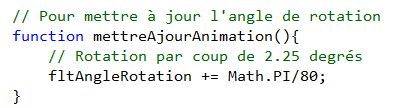 // Pour mettre à jour l'angle de rotation
function mettreAjourAnimation(){
    // Rotation par coup de 2.25 degrés
    fltAngleRotation += Math.PI/80;
}